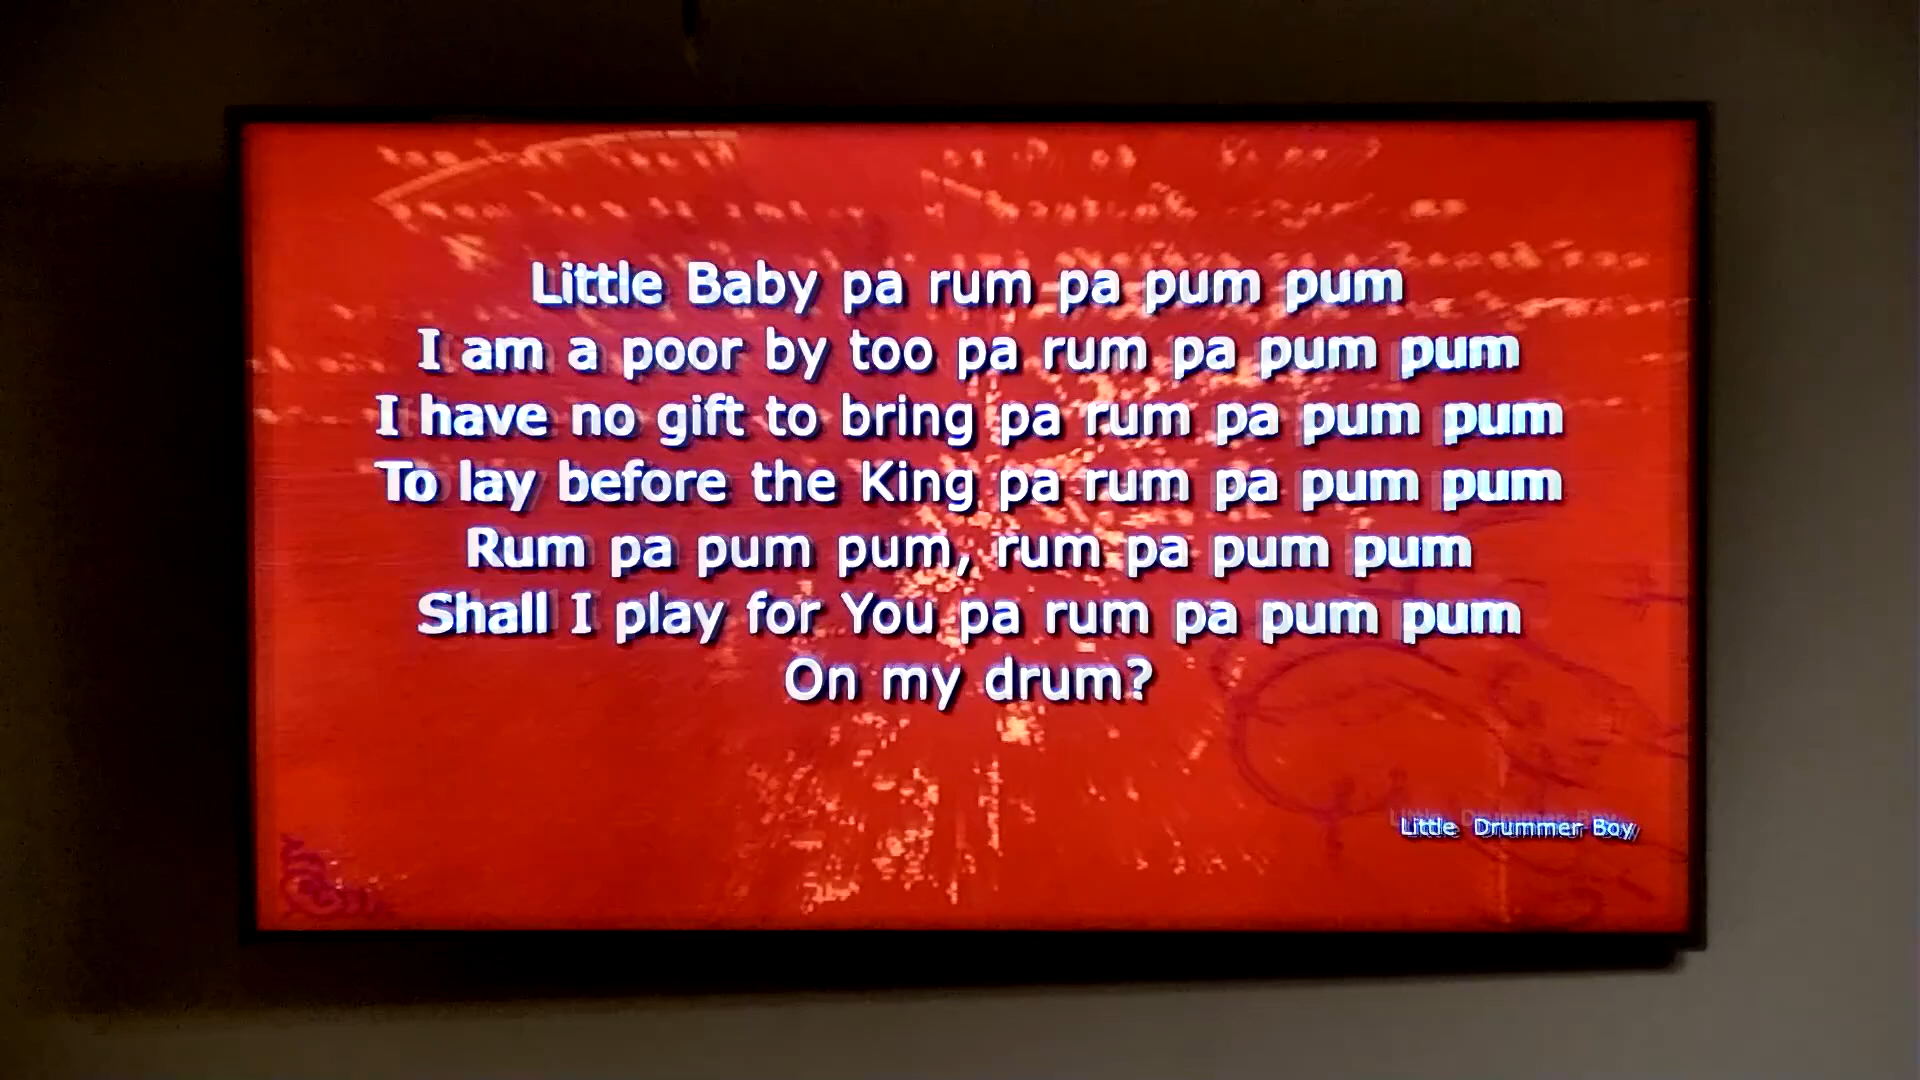 Little Baby pa rum pa pum pum
I am a poor by too pa rum pa pum pum
I have no gift to bring pa rum pa pum pum
To lay before the King pa rum pa pum pum
Rum pa pum pum, rum pa pum pum
Shall I play for You pa rum pa pum pum
On my drum?
Little Drummer Boy